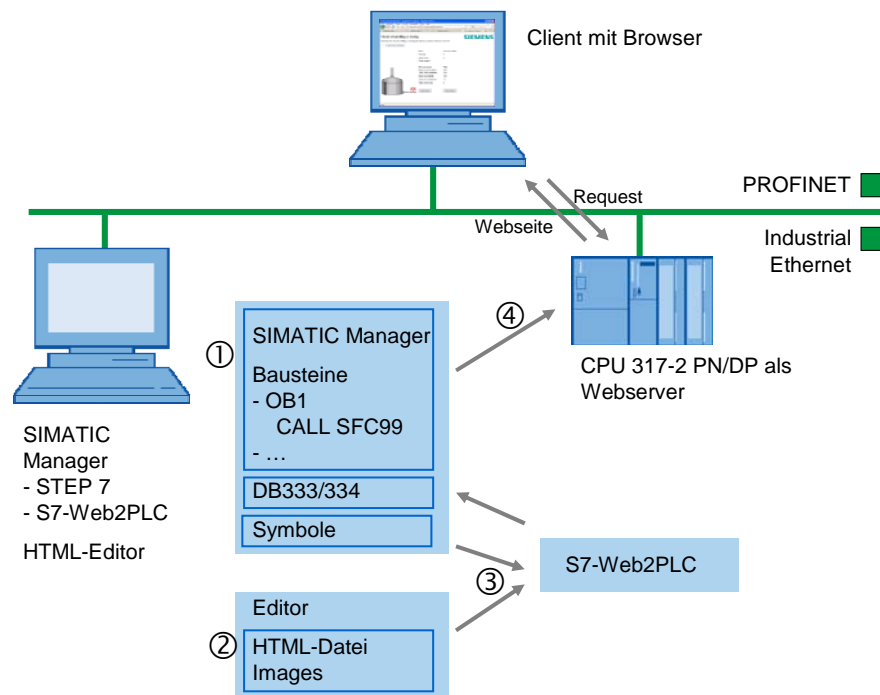 SIEMENS
Client mit Browser
PROFINET
Request
Webseite
Industrial
Ethernet
①
SIMATIC Manager
Bausteine
- OB1
CALL SFC99
- ...
DB333/334
Symbole
④
CPU 317-2 PN/DP als
Webserver
SIMATIC
Manager
- STEP 7
- S7-Web2PLC
HTML-Editor
S7-Web2PLC
③
②
Editor
HTML-Datei
Images